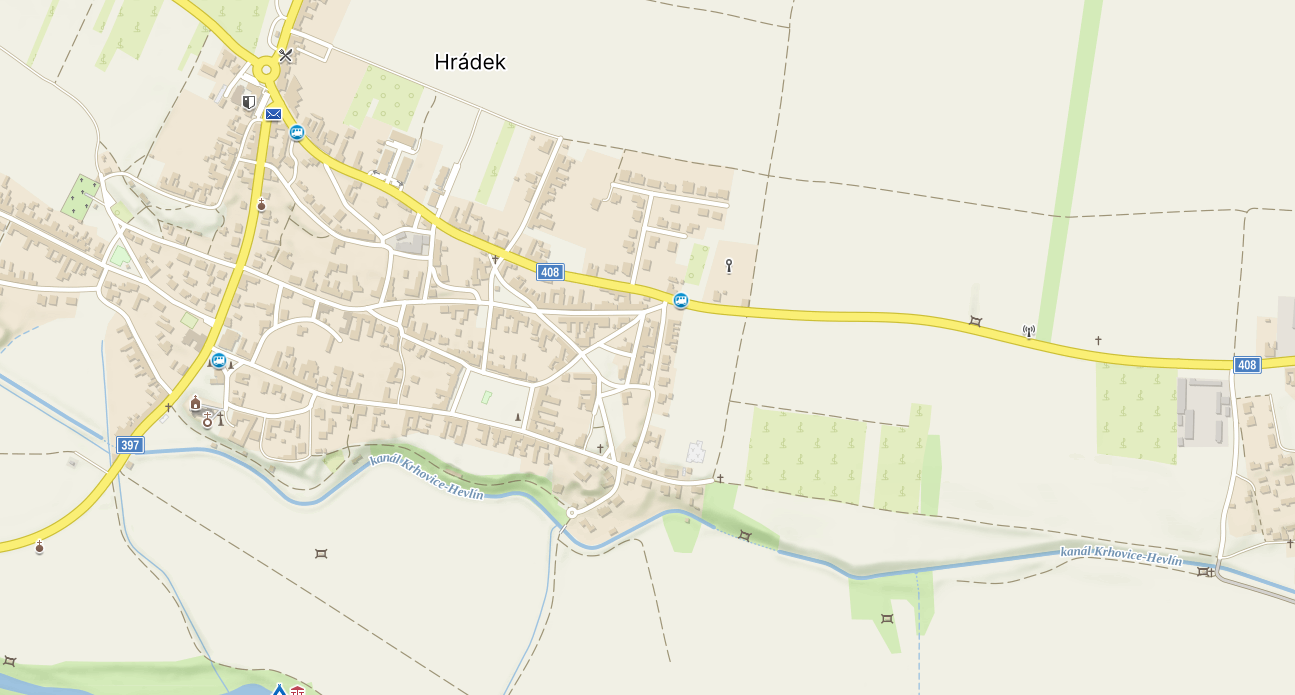 Hrádek
408
408
397
kanál Krhovice-Hevlín
kanál Krhovice-Hevlín